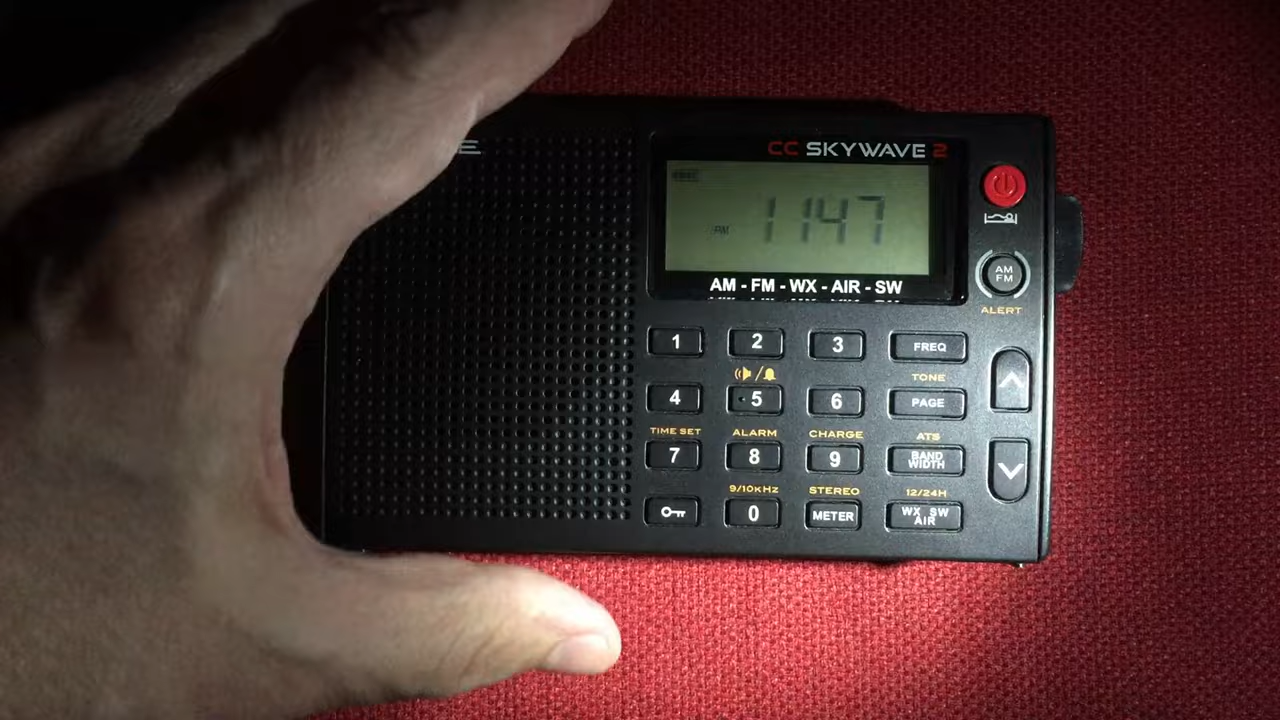 E
CC SKYWAVE 2
PM 1147
AM - FM - WX - AIR - SW
AM
FM
ALERT
1 2 3 FREQ
TONE
4 5 6 PAGE
TIME SET ALARM CHARGE ATS
7 8 9 BAND WIDTH
9/10kHz STEREO 12/24H
0 METER WX SW AIR